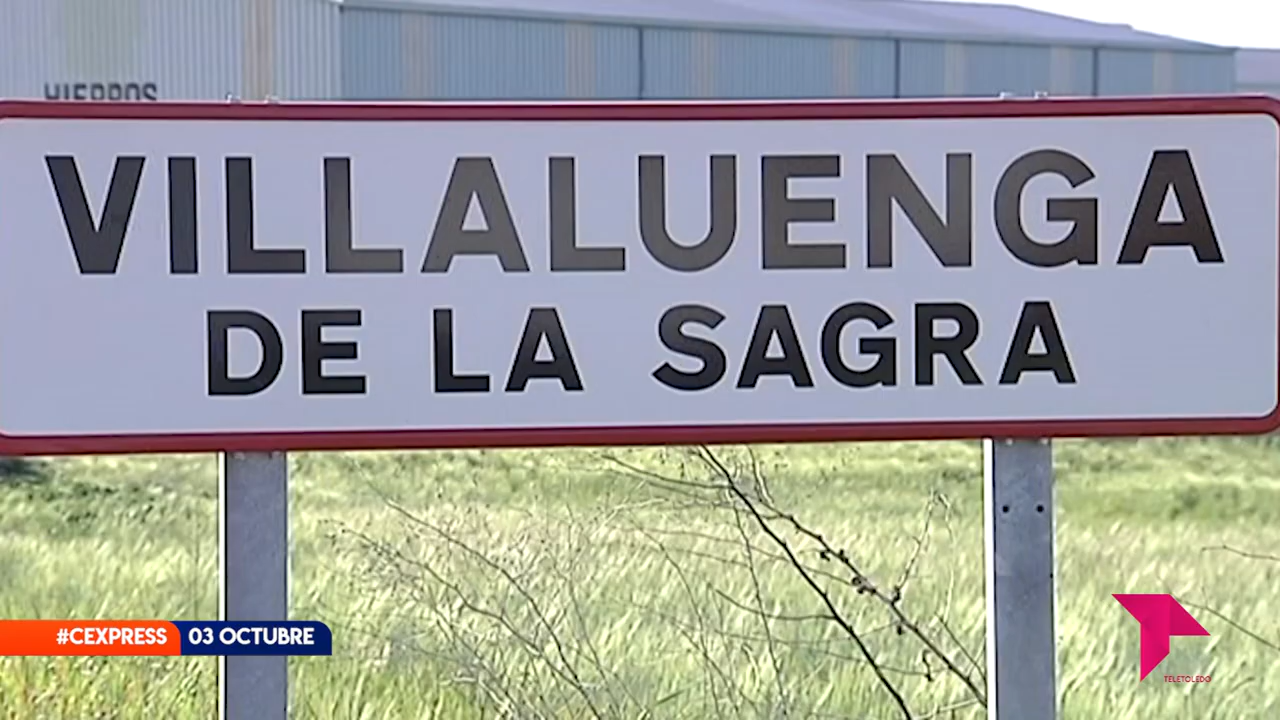 HIERROS
VILLALUENGA
DE LA SAGRA
#CEXPRESS 03 OCTUBRE
TELETOLEDO